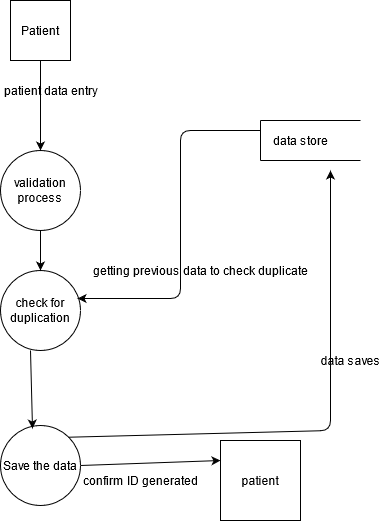 Patient
patient data entry
data store
validation
process
getting previous data to check duplicate
check for
duplication
data saves
Save the data
confirm ID generated
patient